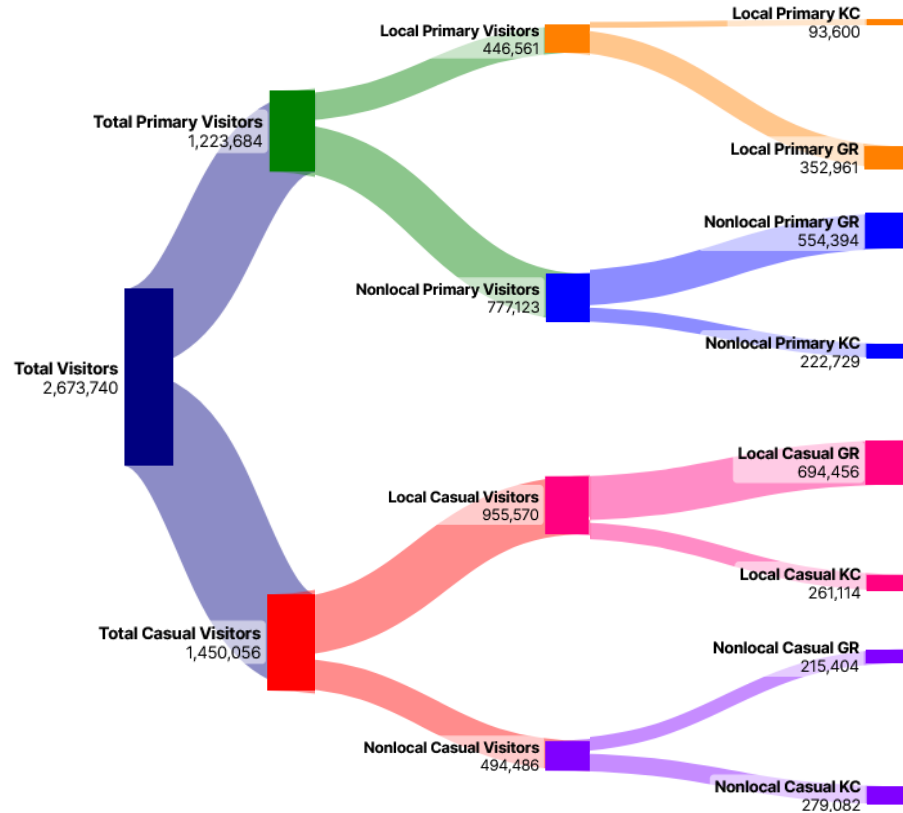 Local Primary KC
93,600
Local Primary Visitors
446,561
Total Primary Visitors
1,223,684
Local Primary GR
352,961
Nonlocal Primary GR
554,394
Nonlocal Primary Visitors
777,123
Nonlocal Primary KC
222,729
Total Visitors
2,673,740
Local Casual GR
694,456
Local Casual Visitors
955,570
Local Casual KC
261,114
Total Casual Visitors
1,450,056
Nonlocal Casual GR
215,404
Nonlocal Casual Visitors
494,486
Nonlocal Casual KC
279,082